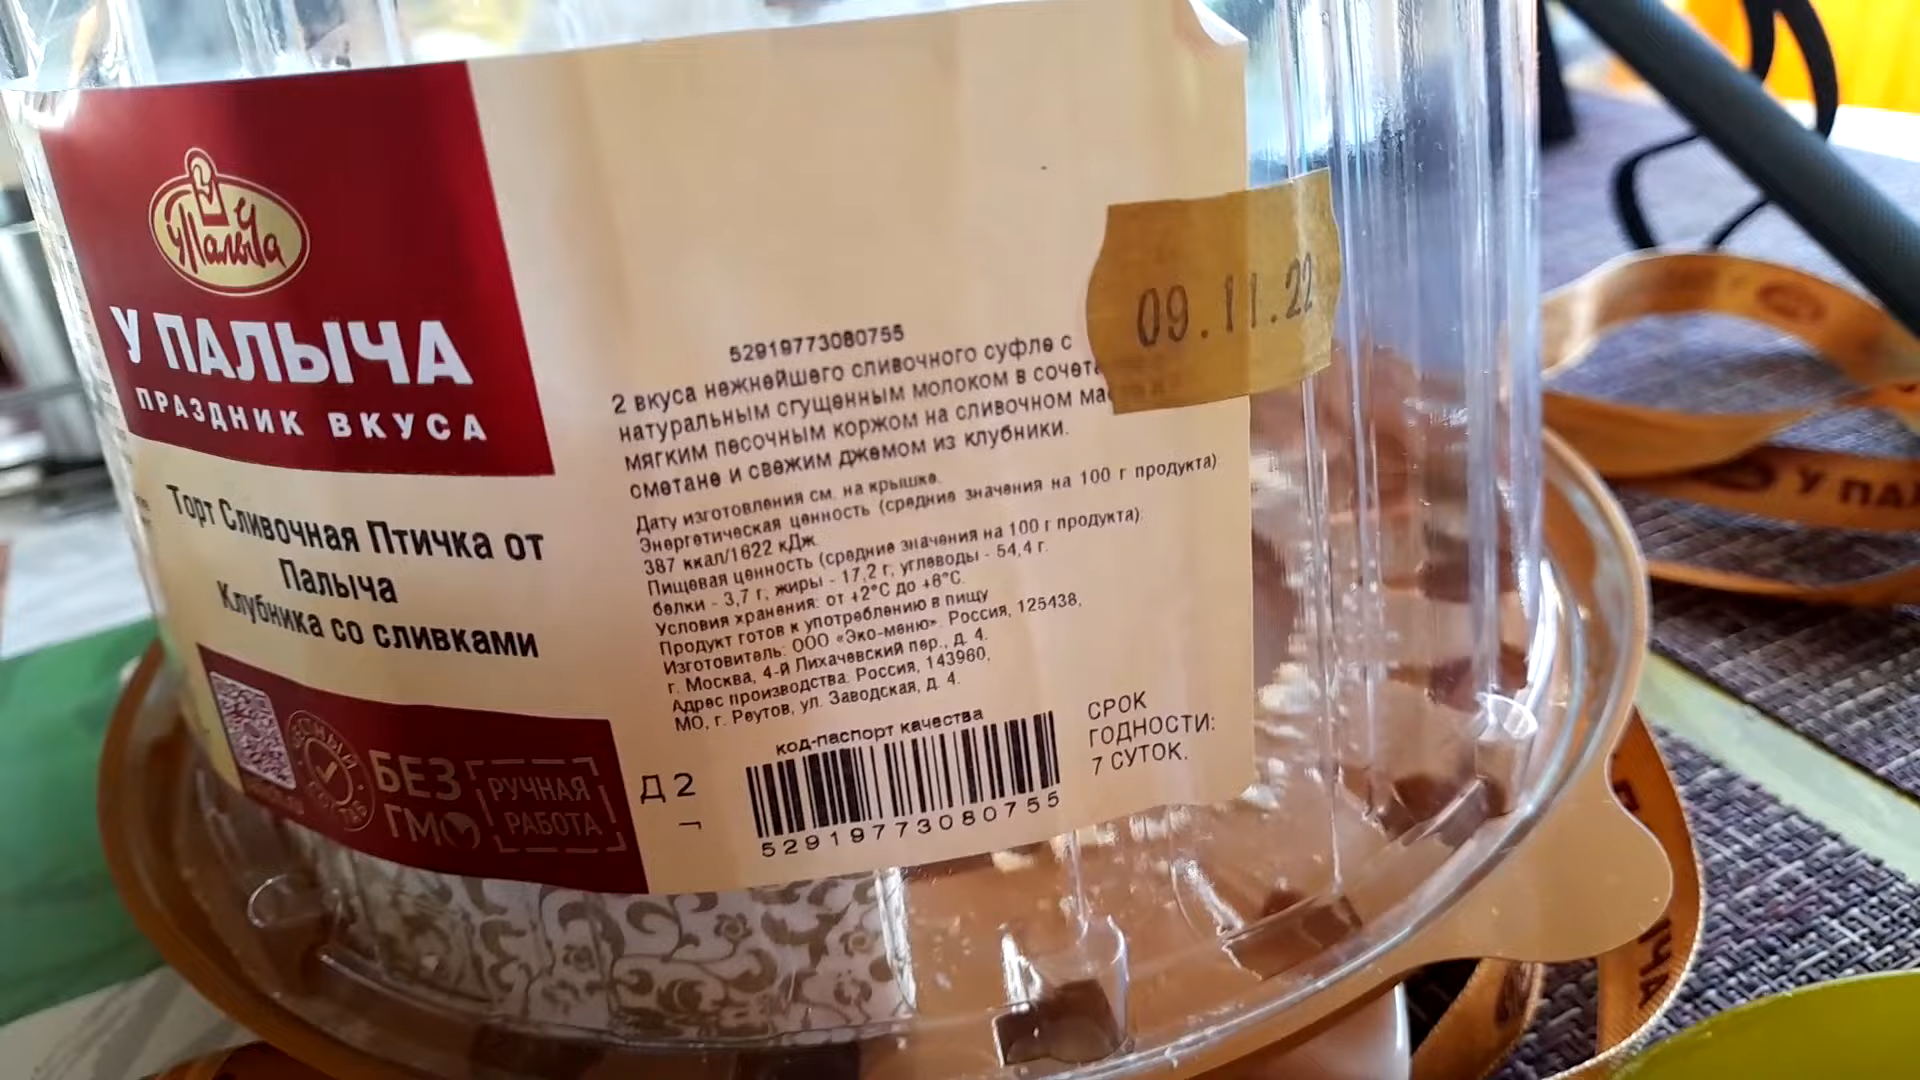 у Палыча
У ПАЛЫЧА
ПРАЗДНИК ВКУСА
Торт Сливочная Птичка от
Палыча
Клубника со сливками
БЕЗ
ГМО
РУЧНАЯ
РАБОТА
09.11.22
52919773080755
2 вкуса нежнейшего сливочного суфле с
натуральным сгущенным молоком в
мягким песочным коржом на сливочном
сметане и свежим джемом из клубники.
Дату изготовления см. на крышке.
Энергетическая ценность (средние значения на 100 г продукта):
387 ккал/1622 кДж.
Пищевая ценность (средние значения на 100 г продукта):
белки - 3,7 г; жиры - 17,2 г; углеводы - 54,4 г.
Условия хранения: от +2°С до +6°С.
Продукт готов к употреблению в пищу
Изготовитель: ООО «Эко-меню». Россия, 125438,
г. Москва, 4-й Лихачевский пер., д. 4.
Адрес производства: Россия, 143960,
МО, г. Реутов, ул. Заводская, д. 4.
код-паспорт качества
52919773080755
Д 2
СРОК
ГОДНОСТИ:
7 СУТОК.
У ПА